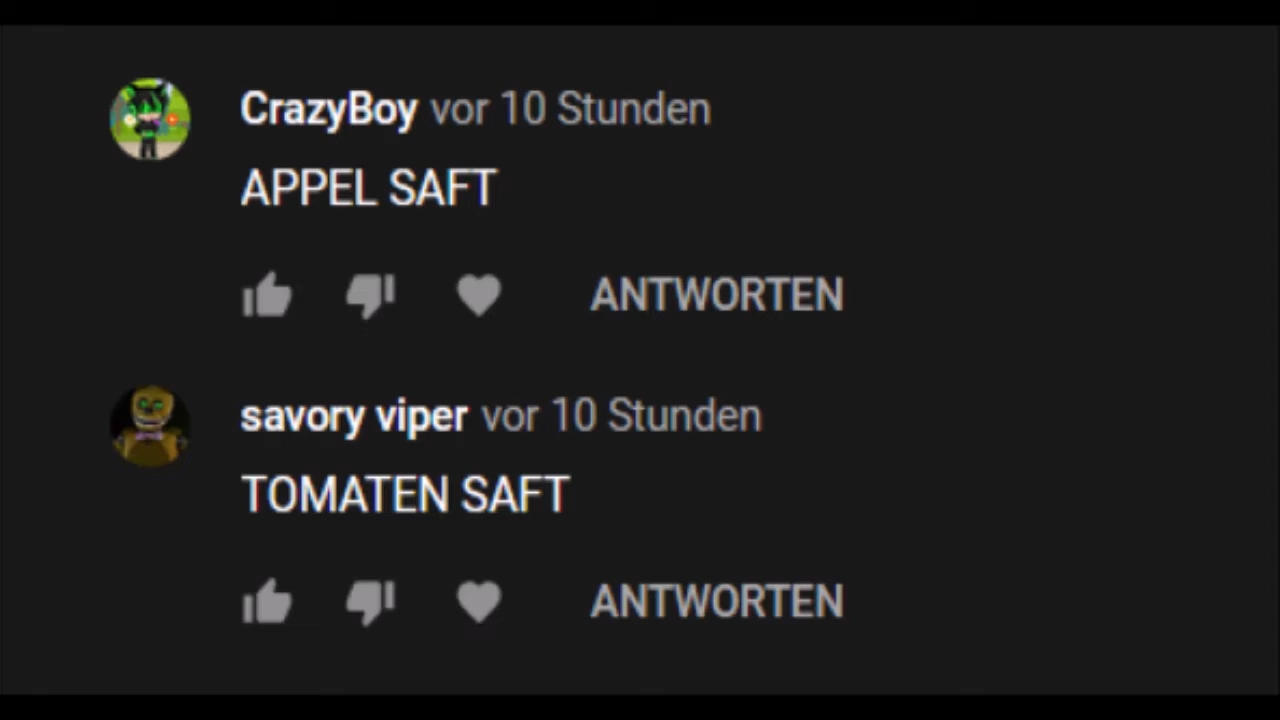 CrazyBoy vor 10 Stunden
APPEL SAFT
ANTWORTEN
savory viper vor 10 Stunden
TOMATEN SAFT
ANTWORTEN